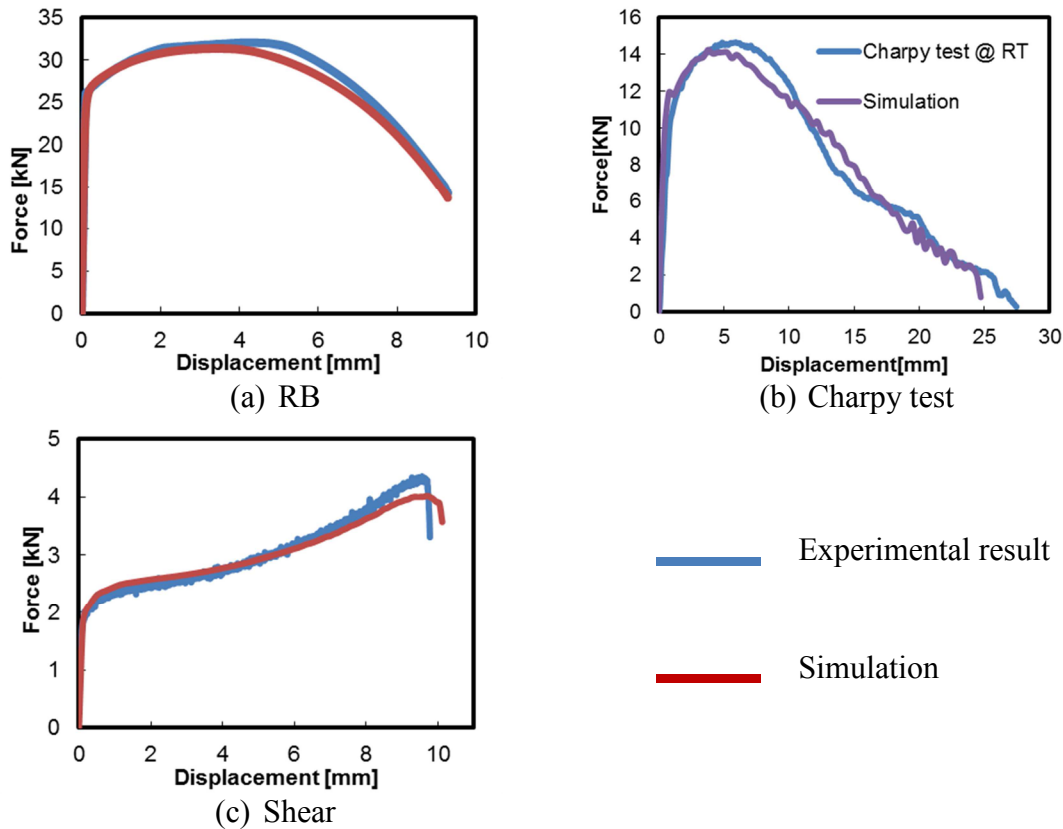 35
30
25
20
15
10
5
0
Force [kN]
0 2 4 6 8 10
Displacement [mm]
(a) RB
16
14
12
10
8
6
4
2
0
Force[KN]
Charpy test @ RT
Simulation
0 5 10 15 20 25 30
Displacement[mm]
(b) Charpy test
5
4
3
2
1
0
Force [kN]
0 2 4 6 8 10
Displacement [mm]
(c) Shear
Experimental result
Simulation